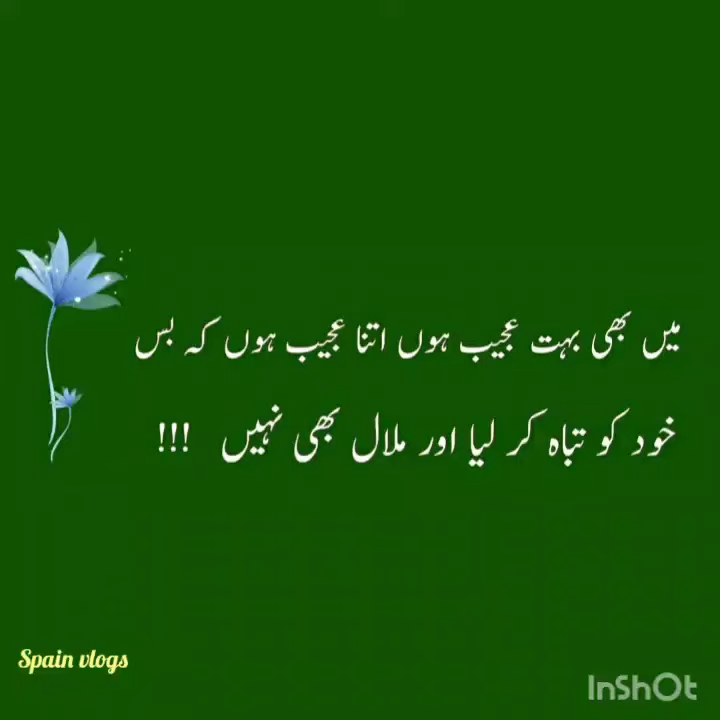 میں بھی بہت عجیب ہوں اتنا عجیب ہوں کہ بس
خود کو تباہ کر لیا اور ملال بھی نہیں !!!
Spain vlogs
InShOt